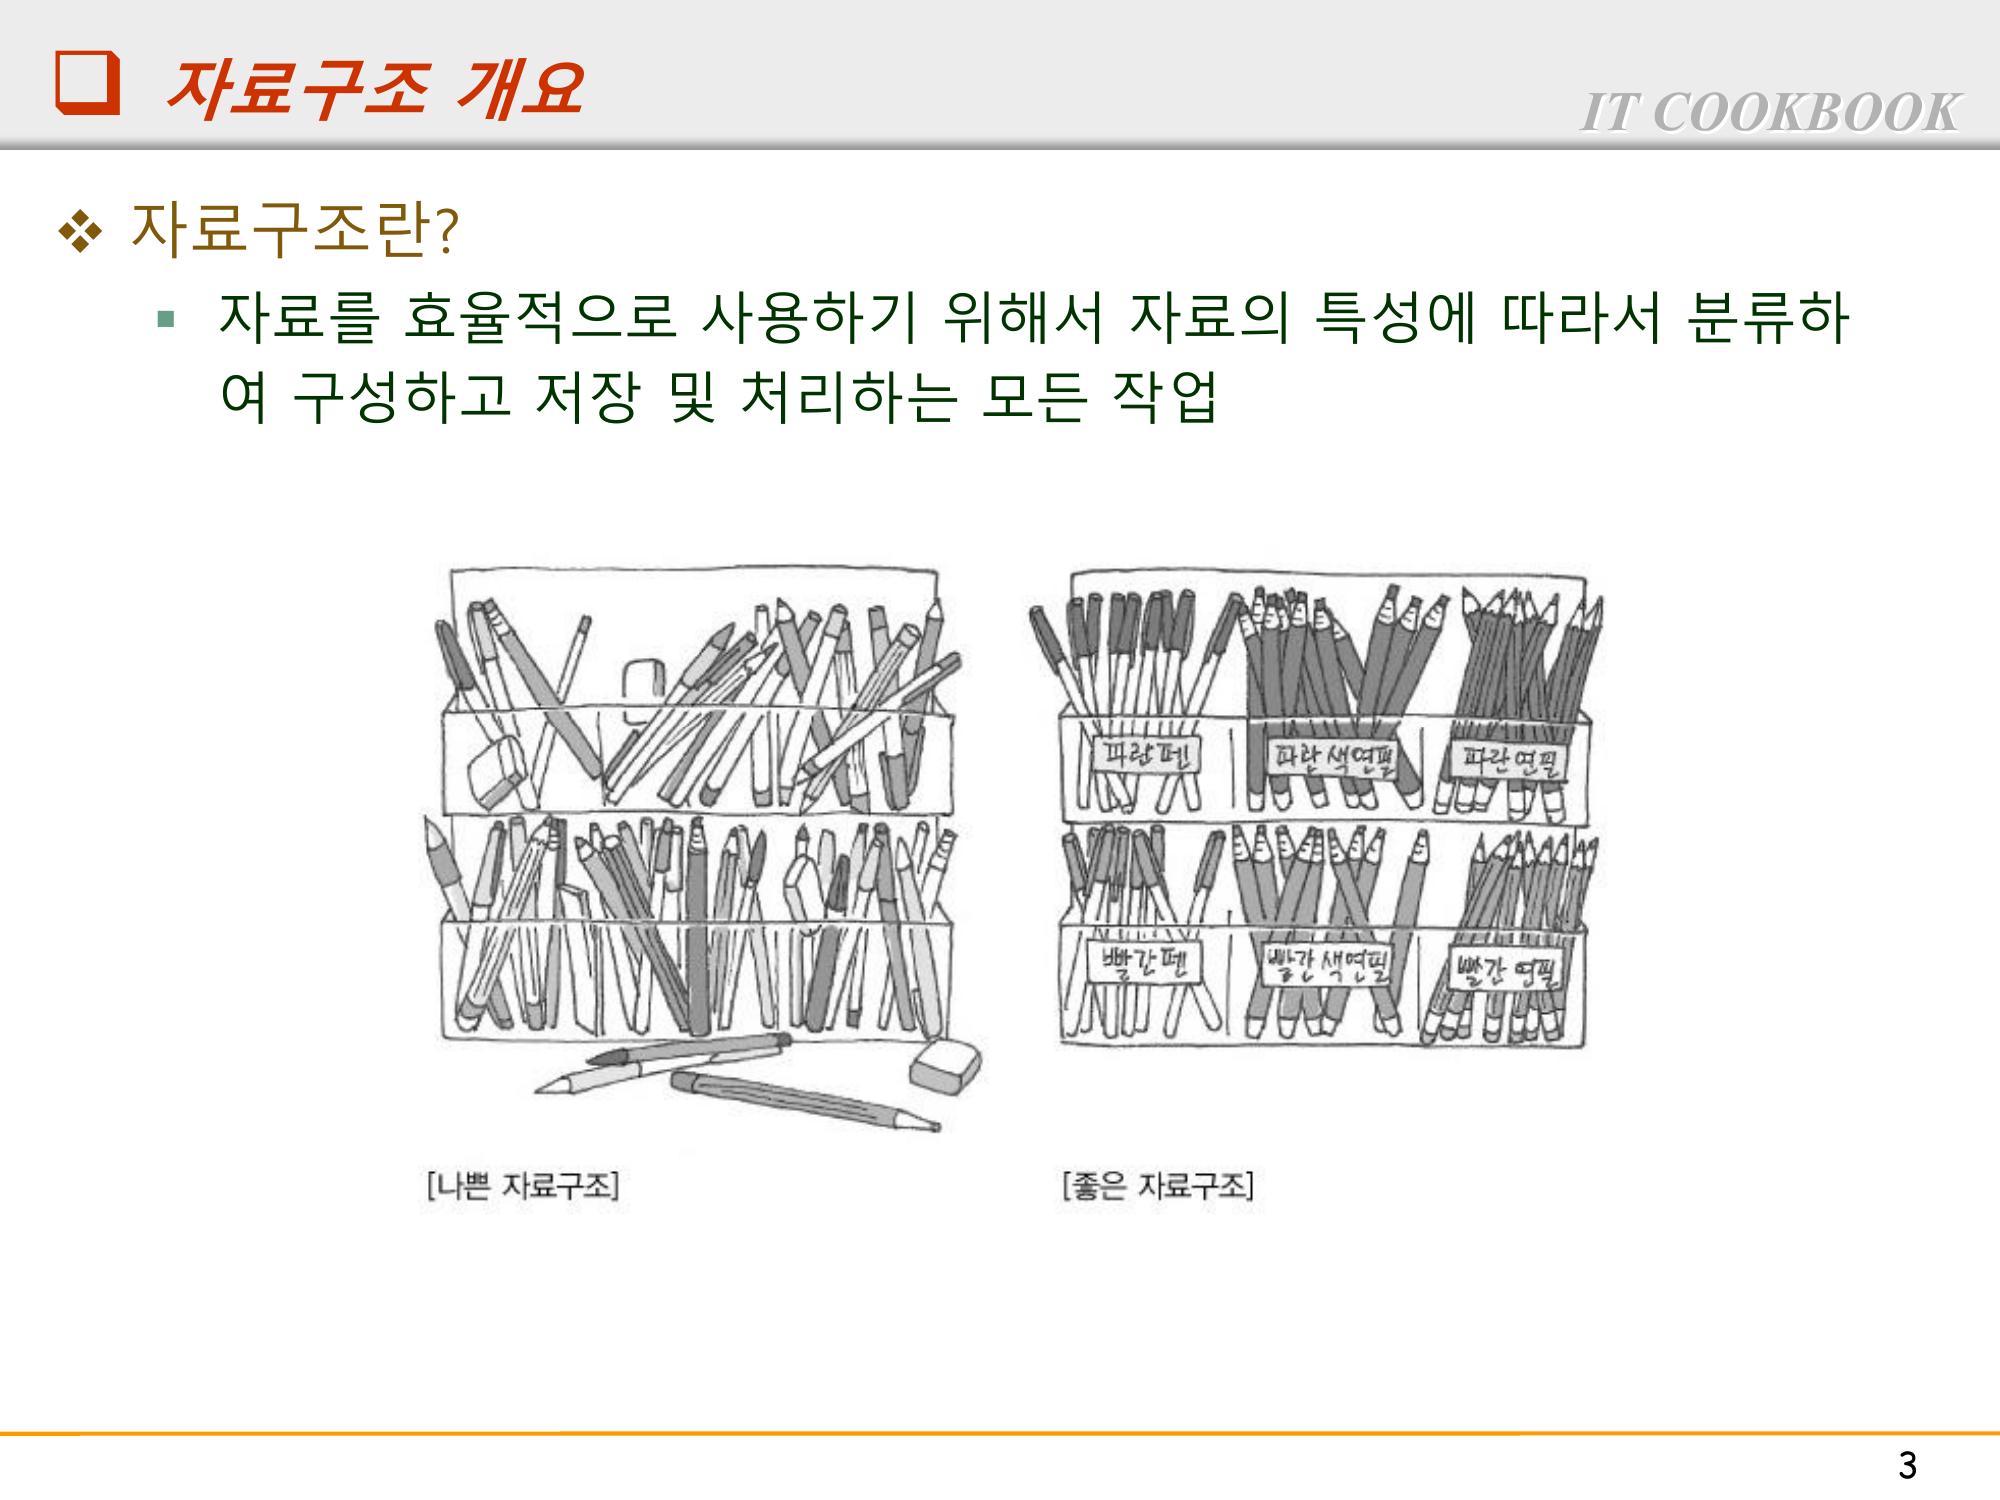 자료구조 개요
IT COOKBOOK
자료구조란?
자료를 효율적으로 사용하기 위해서 자료의 특성에 따라서 분류하
여 구성하고 저장 및 처리하는 모든 작업
파란펜
파란색연필
파란연필
빨간펜
빨간색연필
빨간 연필
[나쁜 자료구조]
[좋은 자료구조]
3